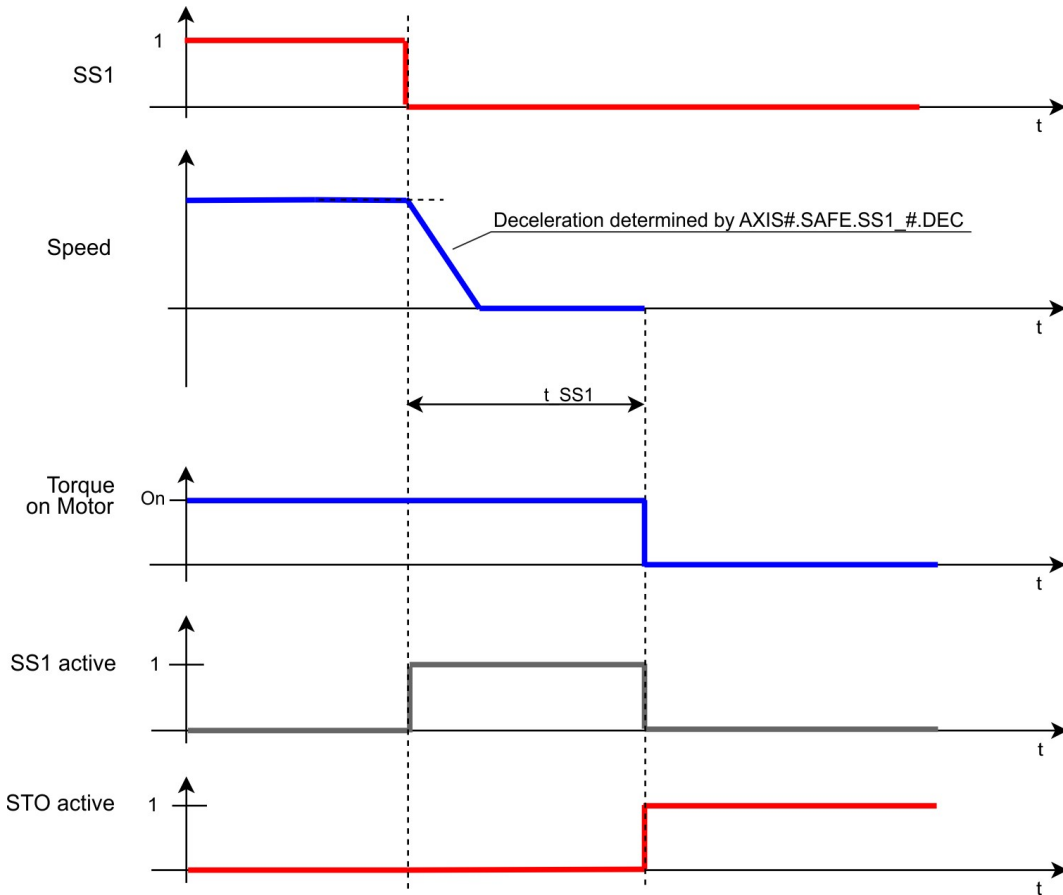 1
SS1
t
Deceleration determined by AXIS#.SAFE.SS1_#.DEC
Speed
t
t SS1
Torque
on Motor
On
t
SS1 active
1
t
STO active
1
t